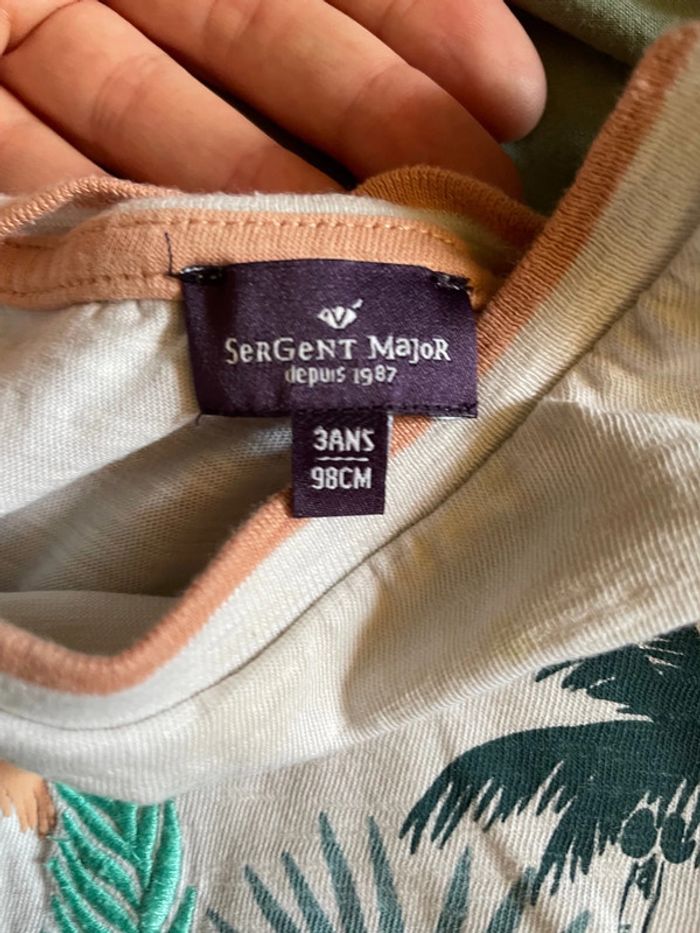 SerGent Major
depuis 1987
3ANS
98CM